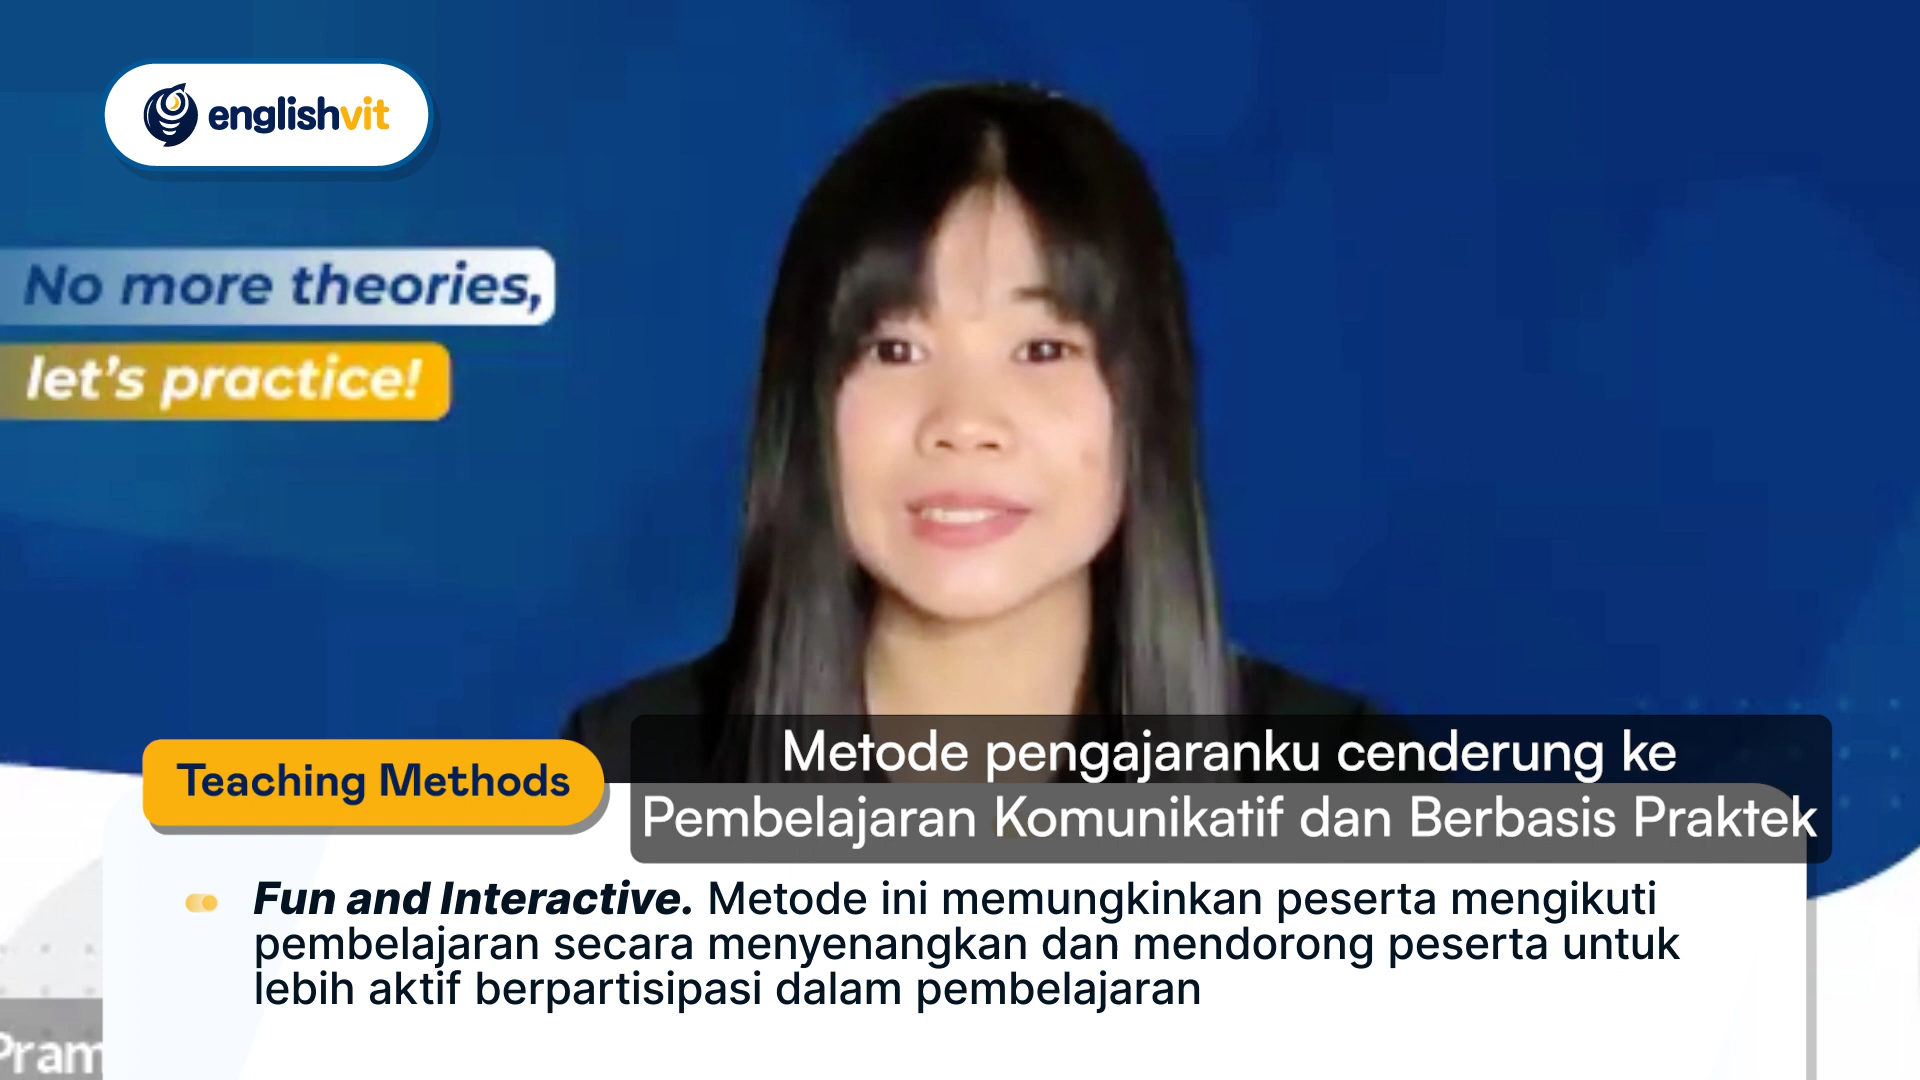 englishvit
No more theories,
let's practice!
Teaching Methods
Metode pengajaranku cenderung ke
Pembelajaran Komunikatif dan Berbasis Praktek
Fun and Interactive. Metode ini memungkinkan peserta mengikuti
pembelajaran secara menyenangkan dan mendorong peserta untuk
lebih aktif berpartisipasi dalam pembelajaran
Pram